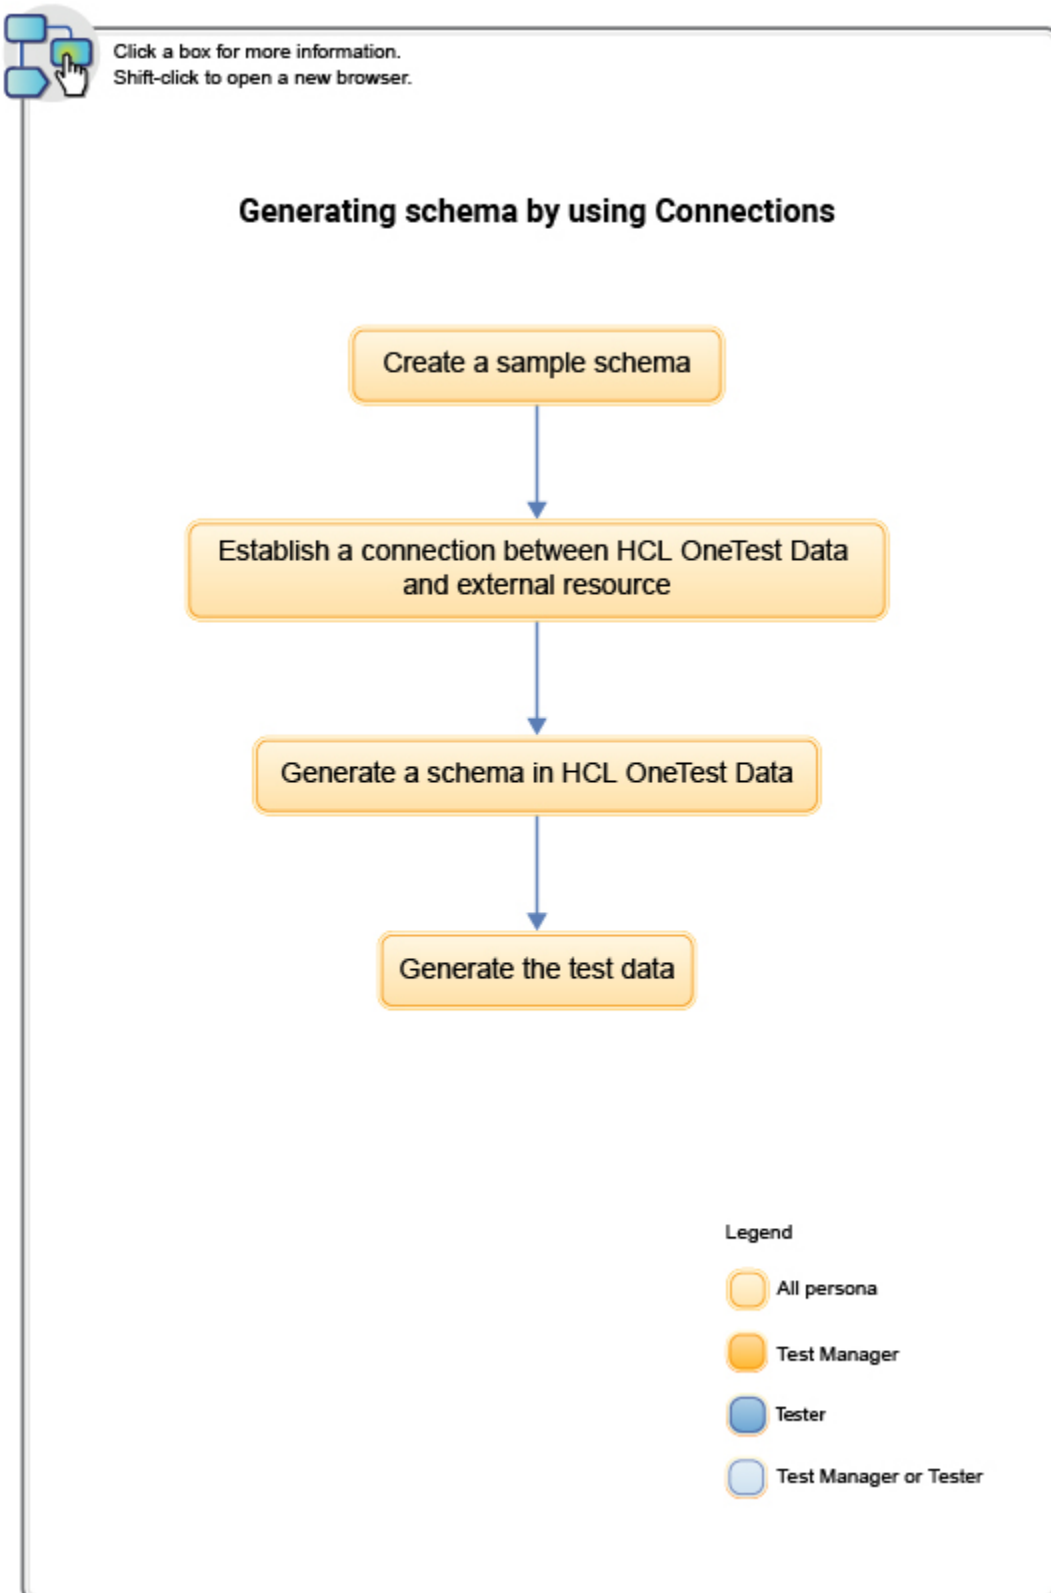 Click a box for more information.
Shift-click to open a new browser.
Generating schema by using Connections
Create a sample schema
Establish a connection between HCL OneTest Data
and external resource
Generate a schema in HCL OneTest Data
Generate the test data
Legend
All persona
Test Manager
Tester
Test Manager or Tester